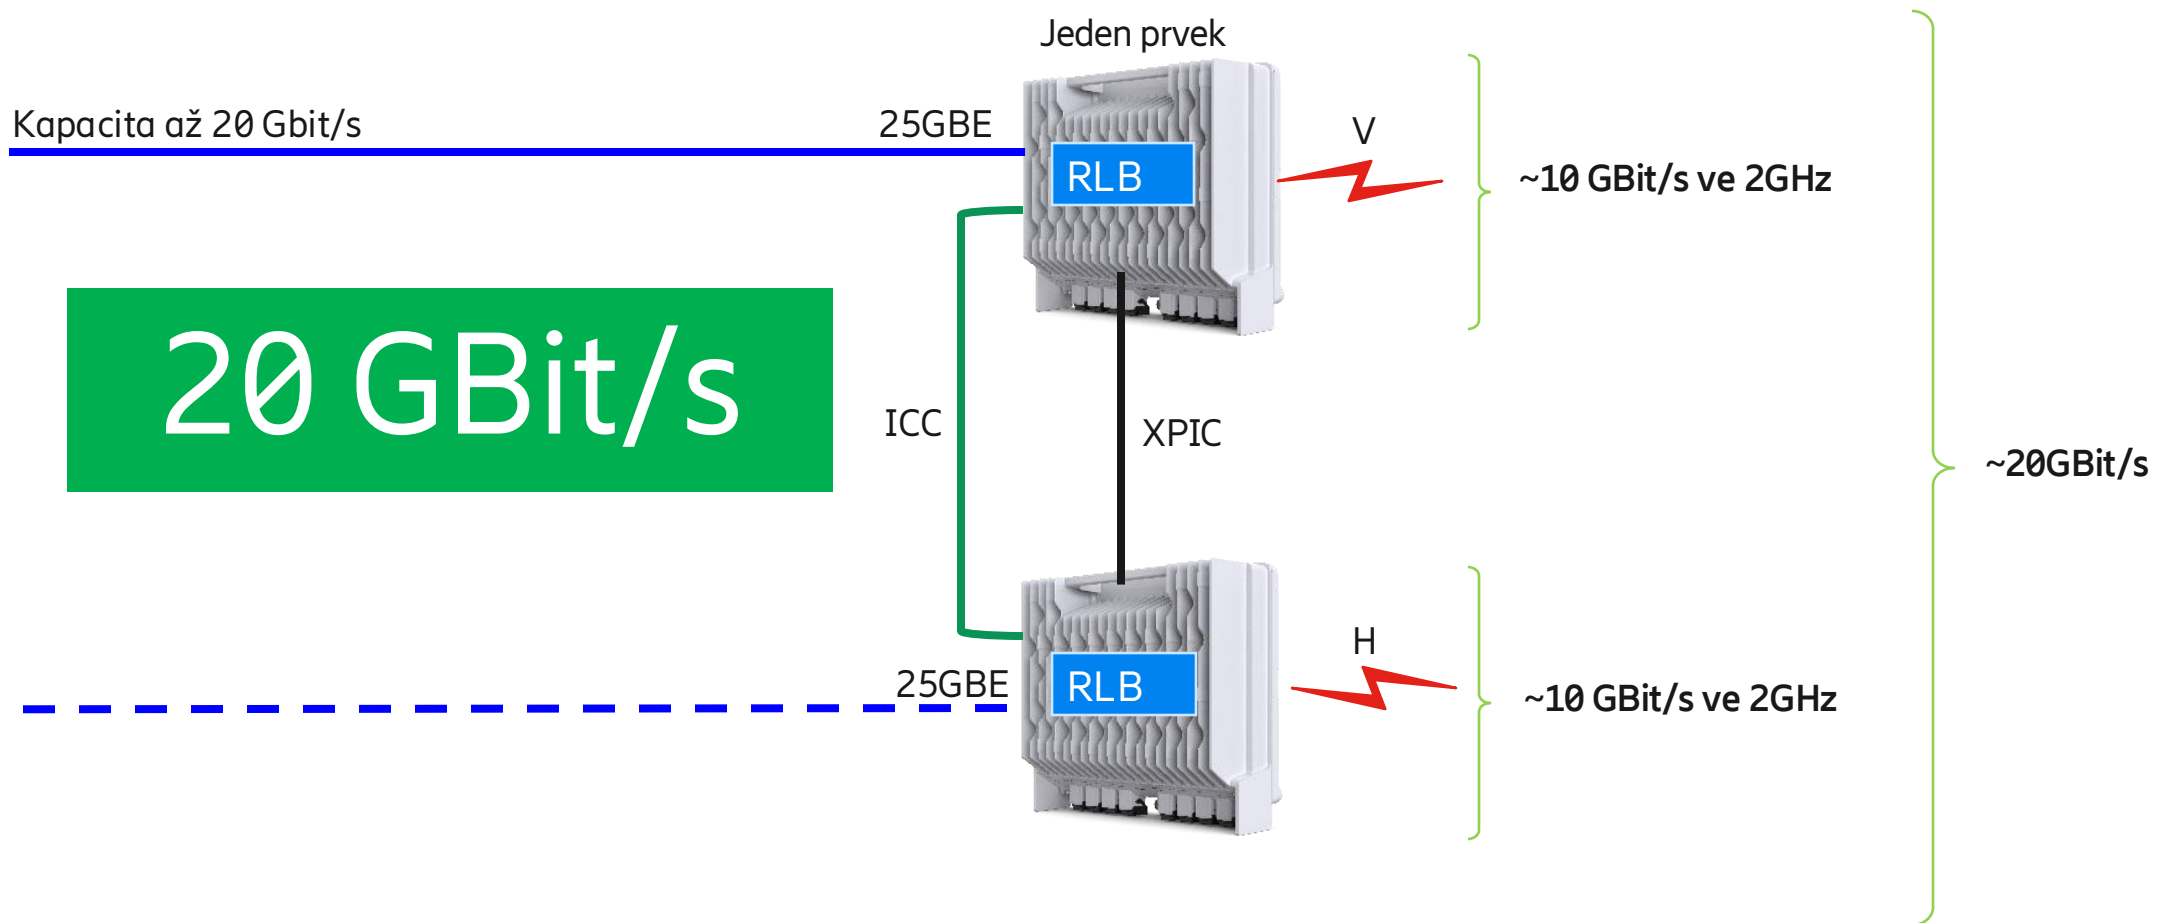 Jeden prvek
Kapacita až 20 Gbit/s
25GBE
RLB
V
~10 GBit/s ve 2GHz
20 GBit/s
ICC
XPIC
~20GBit/s
25GBE
RLB
H
~10 GBit/s ve 2GHz